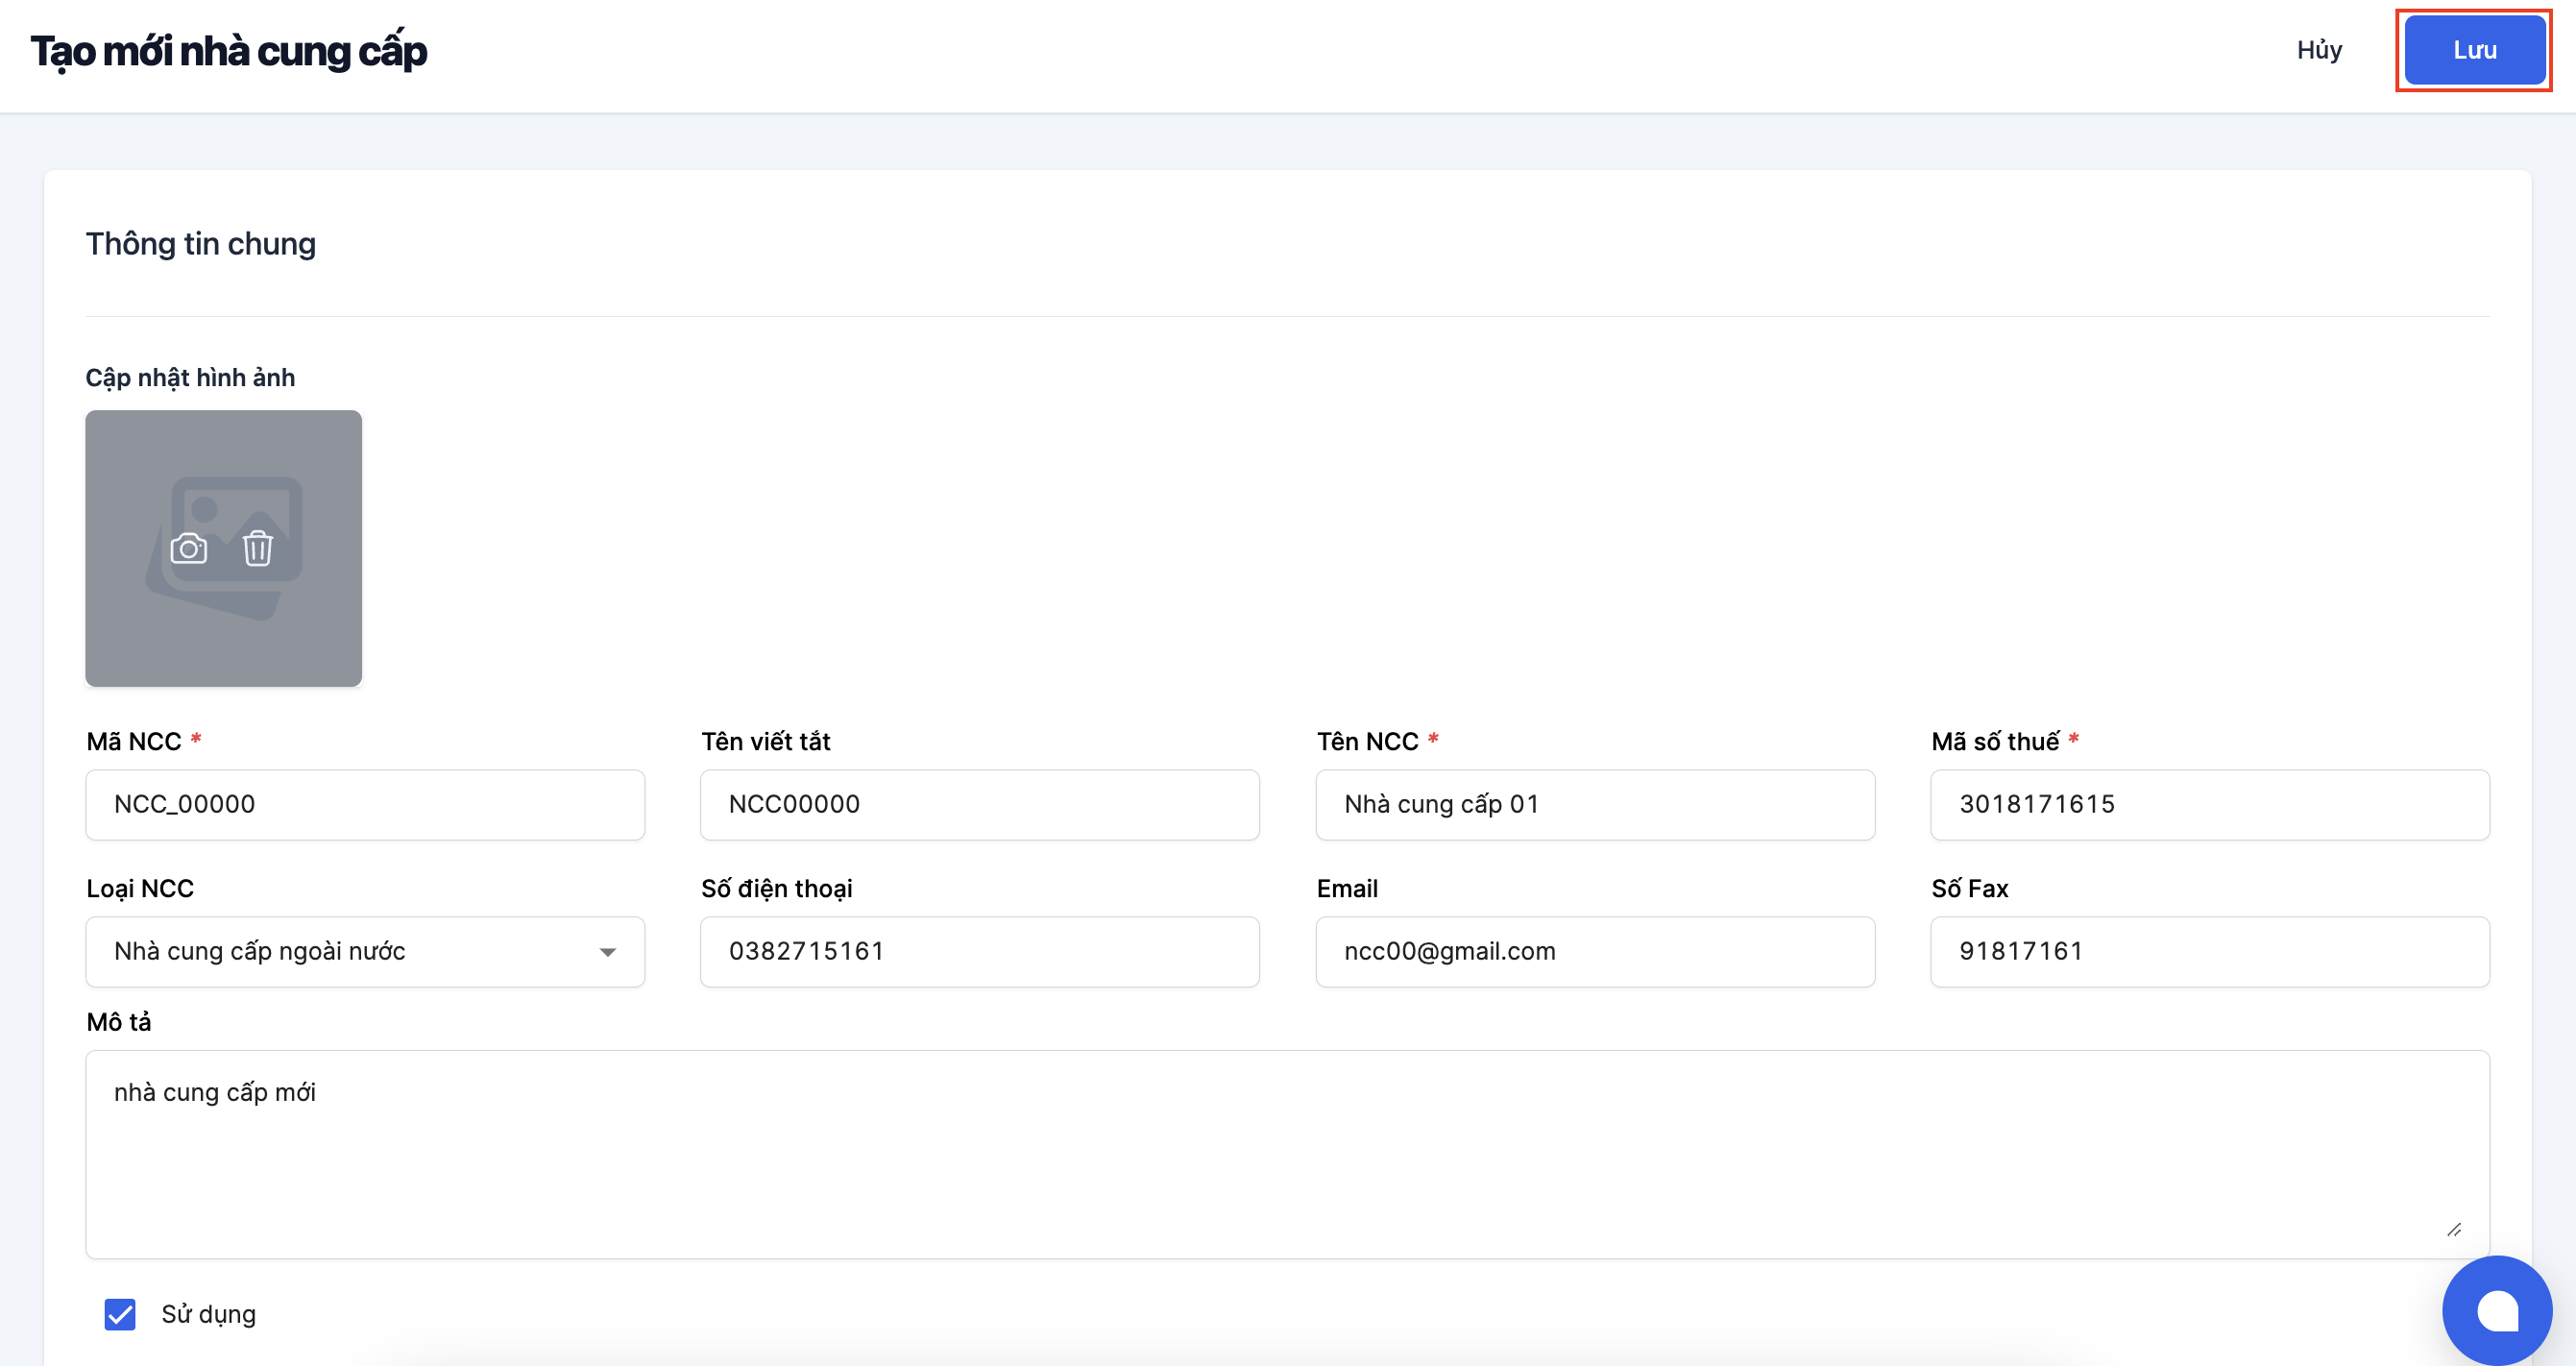 Tạo mới nhà cung cấp
Hủy
Lưu
Thông tin chung
Cập nhật hình ảnh
Mã NCC *
Tên viết tắt
Tên NCC *
Mã số thuế *
NCC_00000
NCC00000
Nhà cung cấp 01
3018171615
Loại NCC
Số điện thoại
Email
Số Fax
Nhà cung cấp ngoài nước
0382715161
ncc00@gmail.com
91817161
Mô tả
nhà cung cấp mới
Sử dụng